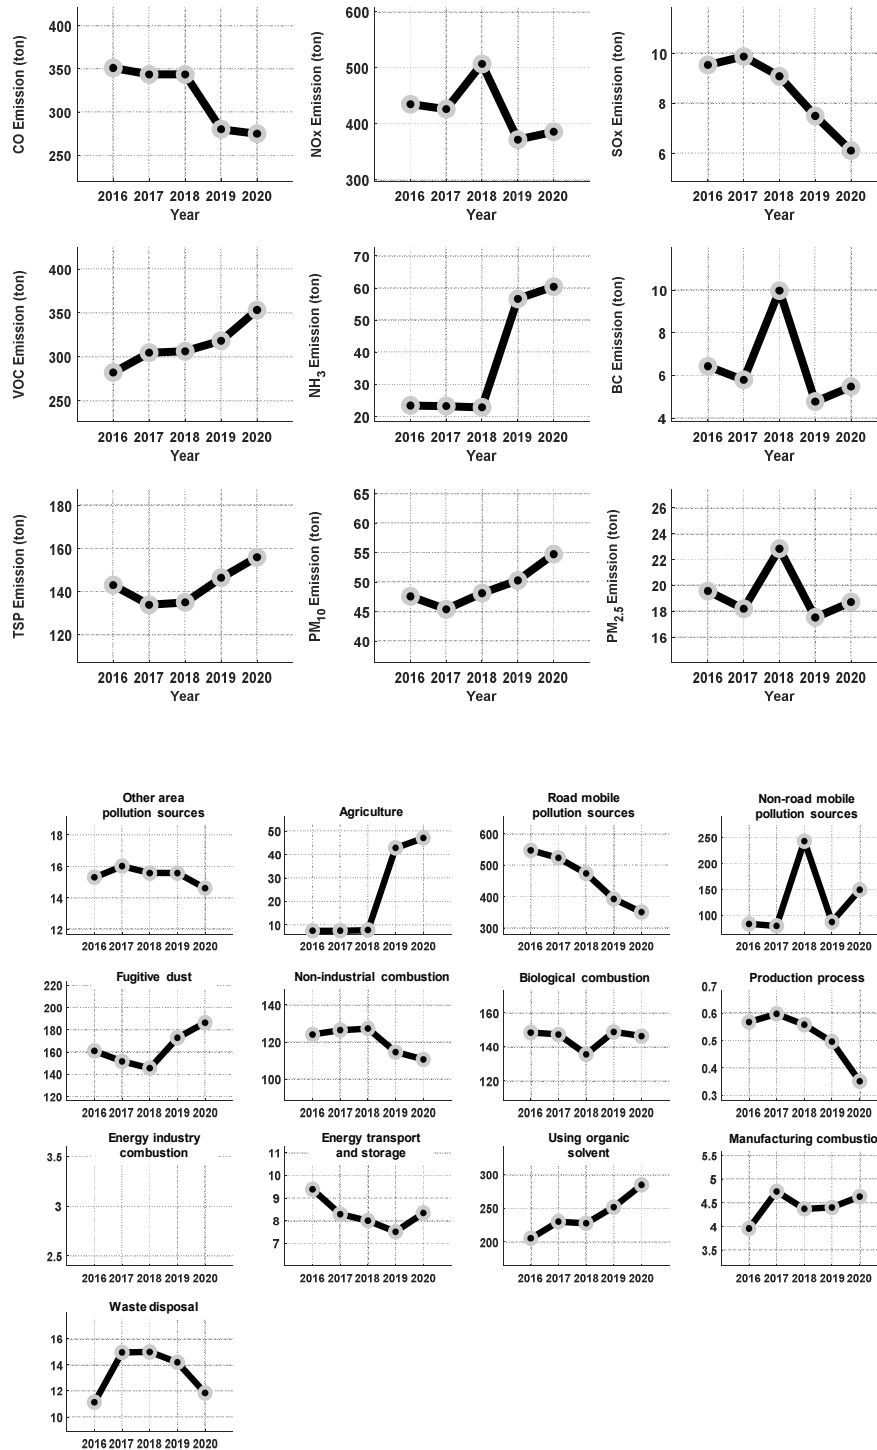 CO Emission (ton)
400
350
300
250
2016 2017 2018 2019 2020
Year
NOx Emission (ton)
600
500
400
300
2016 2017 2018 2019 2020
Year
SOx Emission (ton)
10
8
6
2016 2017 2018 2019 2020
Year
VOC Emission (ton)
400
350
300
250
2016 2017 2018 2019 2020
Year
NH3 Emission (ton)
70
60
50
40
30
20
2016 2017 2018 2019 2020
Year
BC Emission (ton)
10
8
6
4
2016 2017 2018 2019 2020
Year
TSP Emission (ton)
180
160
140
120
2016 2017 2018 2019 2020
Year
PM10 Emission (ton)
65
60
55
50
45
40
2016 2017 2018 2019 2020
Year
PM2.5 Emission (ton)
26
24
22
20
18
16
2016 2017 2018 2019 2020
Year
Other area
pollution sources
18
16
14
12
2016 2017 2018 2019 2020
Agriculture
50
40
30
20
10
2016 2017 2018 2019 2020
Road mobile
pollution sources
600
500
400
300
2016 2017 2018 2019 2020
Non-road mobile
pollution sources
250
200
150
100
2016 2017 2018 2019 2020
Fugitive dust
220
200
180
160
140
120
2016 2017 2018 2019 2020
Non-industrial combustion
140
120
100
2016 2017 2018 2019 2020
Biological combustion
160
140
120
2016 2017 2018 2019 2020
Production process
0.7
0.6
0.5
0.4
0.3
2016 2017 2018 2019 2020
Energy industry
combustion
3.5
3
2.5
2016 2017 2018 2019 2020
Energy transport
and storage
11
10
9
8
7
2016 2017 2018 2019 2020
Using organic
solvent
300
250
200
2016 2017 2018 2019 2020
Manufacturing combustio
5.5
5
4.5
4
3.5
2016 2017 2018 2019 2020
Waste disposal
16
14
12
10
2016 2017 2018 2019 2020